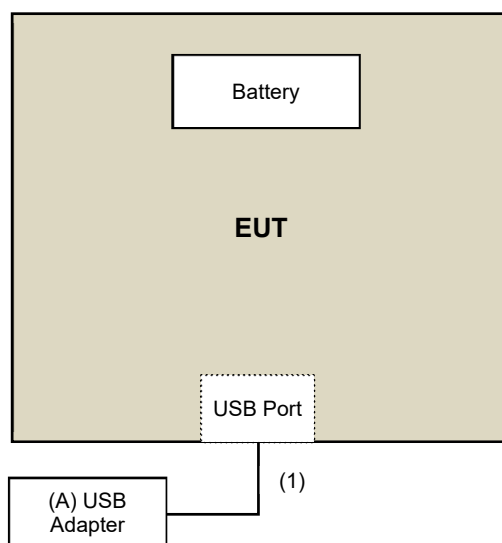 Battery
EUT
USB Port
(1)
(A) USB
Adapter